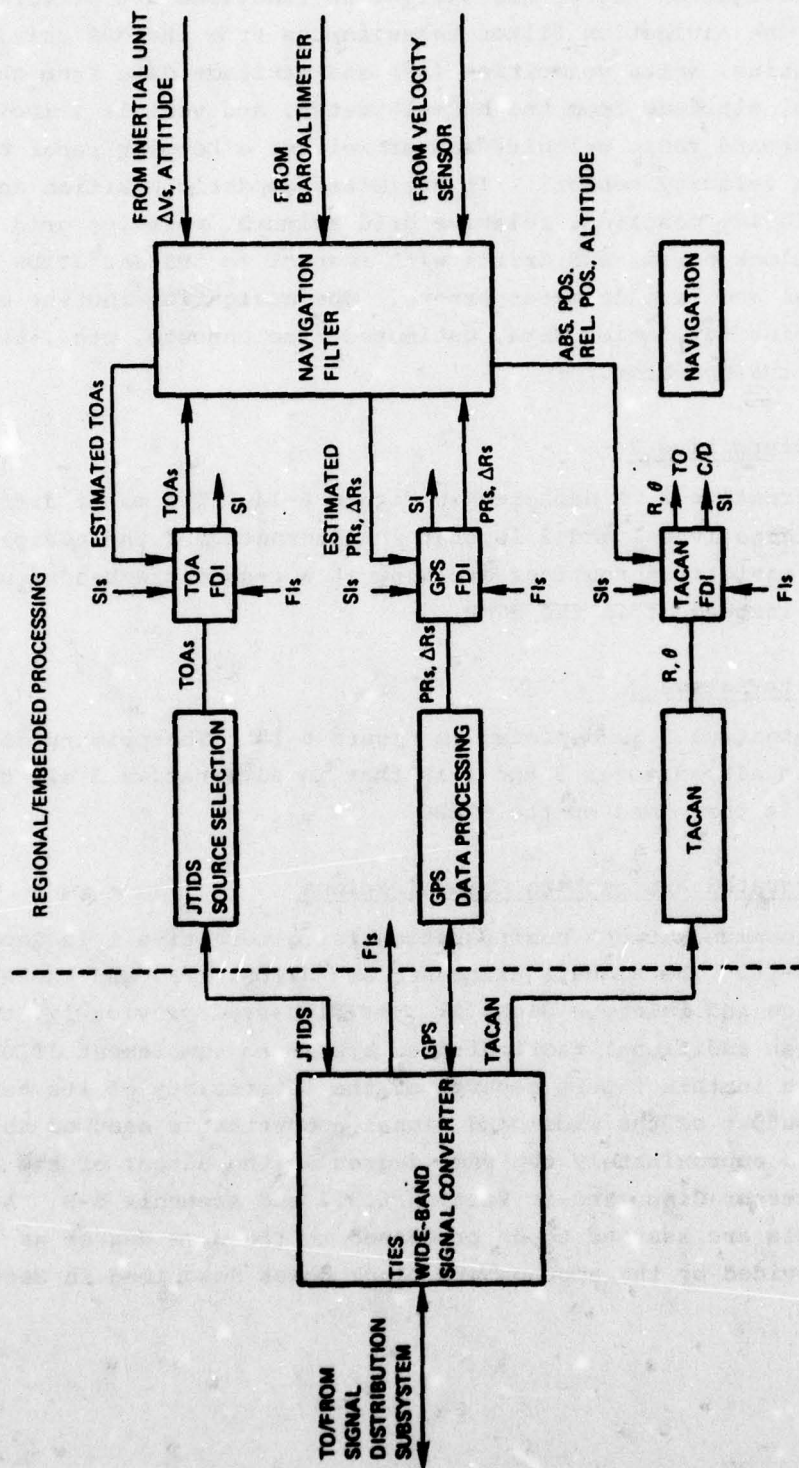 REGIONAL/EMBEDDED PROCESSING
TO/FROM
SIGNAL
DISTRIBUTION
SUBSYSTEM
TIES
WIDE-BAND
SIGNAL CONVERTER
JTIDS
FIs
GPS
TACAN
JTIDS
SOURCE SELECTION
TOAs
SIs
TOA
FDI
FIs
SI
ESTIMATED TOAs
TOAs
GPS
DATA PROCESSING
PRs, ΔRs
SIs
GPS
FDI
FIs
SI
ESTIMATED
PRs, ΔRs
PRs, ΔRs
TACAN
R, θ
SIs
TACAN
FDI
FIs
R, θ
TO
C/D
SI
ABS. POS.
REL. POS, ALTITUDE
NAVIGATION
FILTER
NAVIGATION
FROM INERTIAL UNIT
ΔVs, ATTITUDE
FROM
BAROALTIMETER
FROM VELOCITY
SENSOR